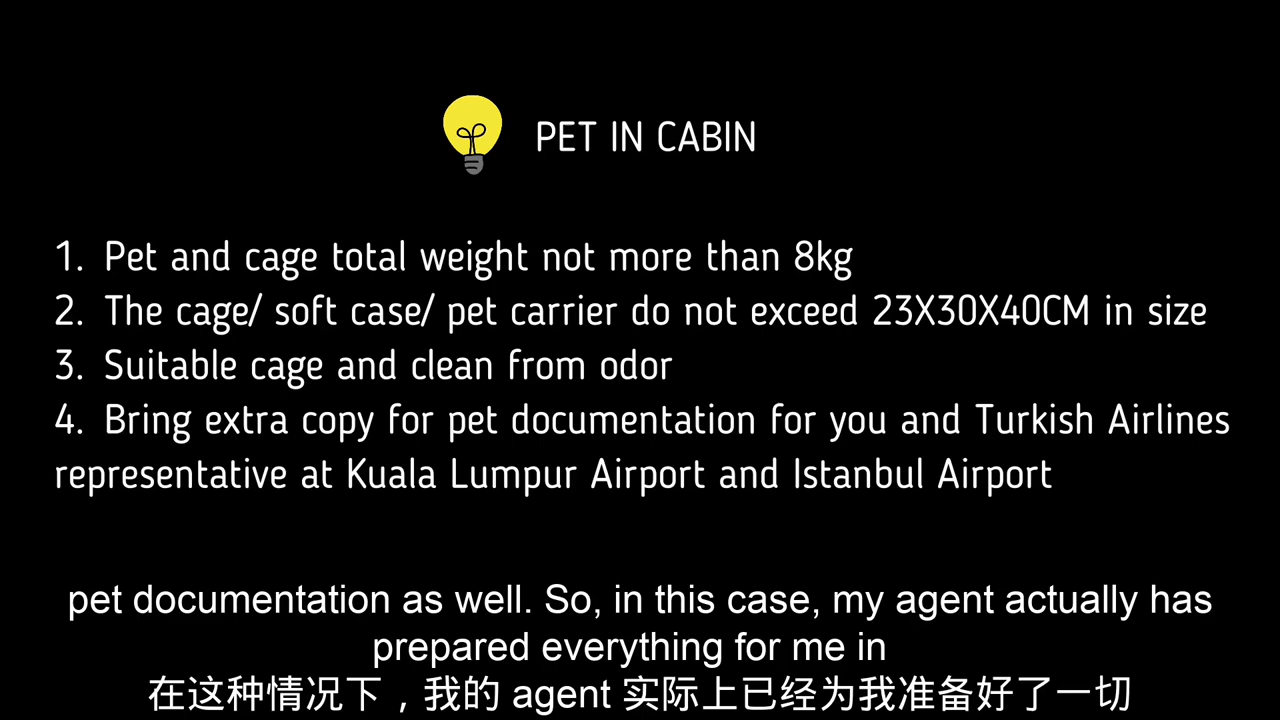 PET IN CABIN
1. Pet and cage total weight not more than 8kg
2. The cage/ soft case/ pet carrier do not exceed 23X30X40CM in size
3. Suitable cage and clean from odor
4. Bring extra copy for pet documentation for you and Turkish Airlines
representative at Kuala Lumpur Airport and Istanbul Airport
pet documentation as well. So, in this case, my agent actually has
prepared everything for me in
在这种情况下，我的 agent 实际上已经为我准备好了一切